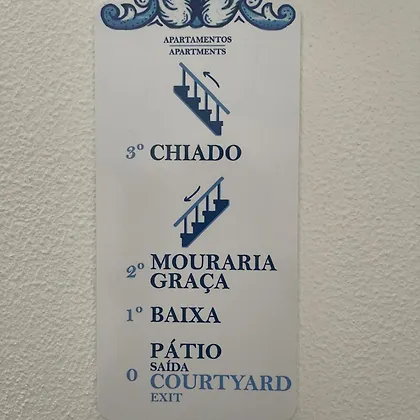 APARTAMENTOS
APARTMENTS
3º CHIADO
2º MOURARIA
GRAÇA
1º BAIXA
PÁTIO
SAÍDA
0 COURTYARD
EXIT